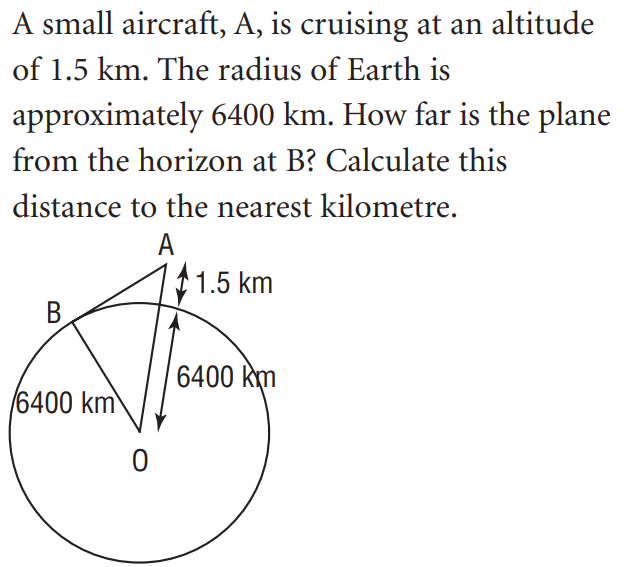 A small aircraft, A, is cruising at an altitude
of 1.5 km. The radius of Earth is
approximately 6400 km. How far is the plane
from the horizon at B? Calculate this
distance to the nearest kilometre.
A
1.5 km
B
6400 km
6400 km
O